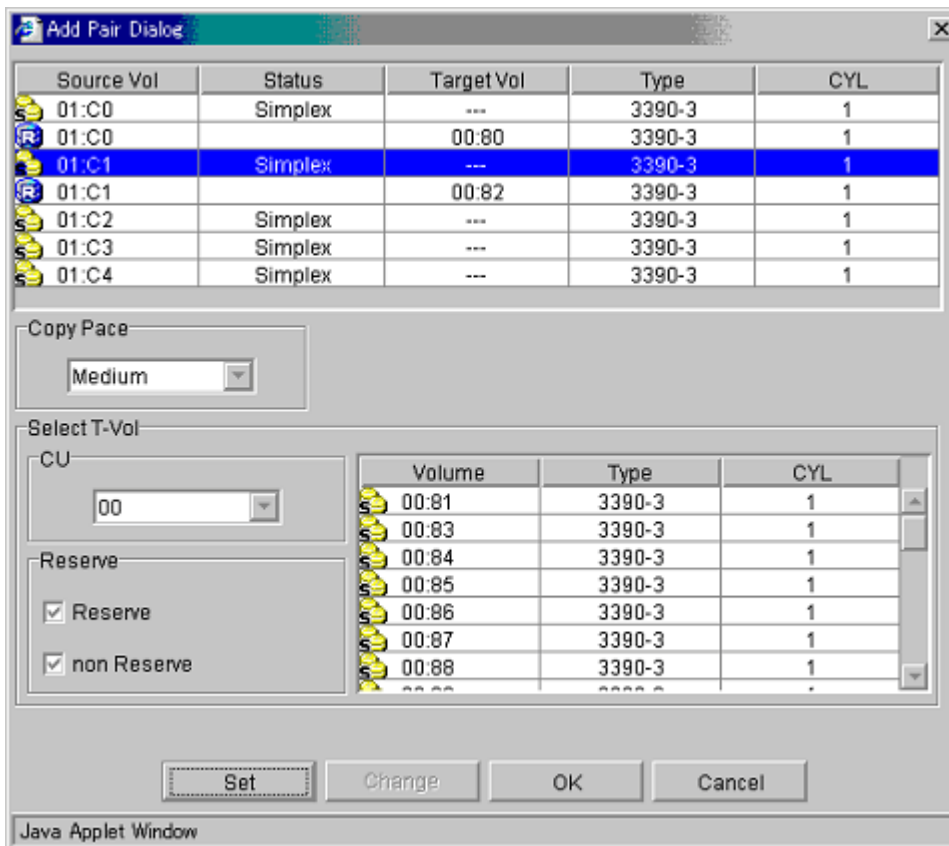 Add Pair Dialog
Source Vol Status Target Vol Type CYL
S 01:C0 Simplex --- 3390-3 1
R 01:C0 00:80 3390-3 1
S 01:C1 Simplex --- 3390-3 1
R 01:C1 00:82 3390-3 1
S 01:C2 Simplex --- 3390-3 1
S 01:C3 Simplex --- 3390-3 1
S 01:C4 Simplex --- 3390-3 1
Copy Pace
Medium
Select T-Vol
CU
00
Reserve
Reserve
non Reserve
Volume Type CYL
S 00:81 3390-3 1
S 00:83 3390-3 1
S 00:84 3390-3 1
S 00:85 3390-3 1
S 00:86 3390-3 1
S 00:87 3390-3 1
S 00:88 3390-3 1
Set Change OK Cancel
Java Applet Window